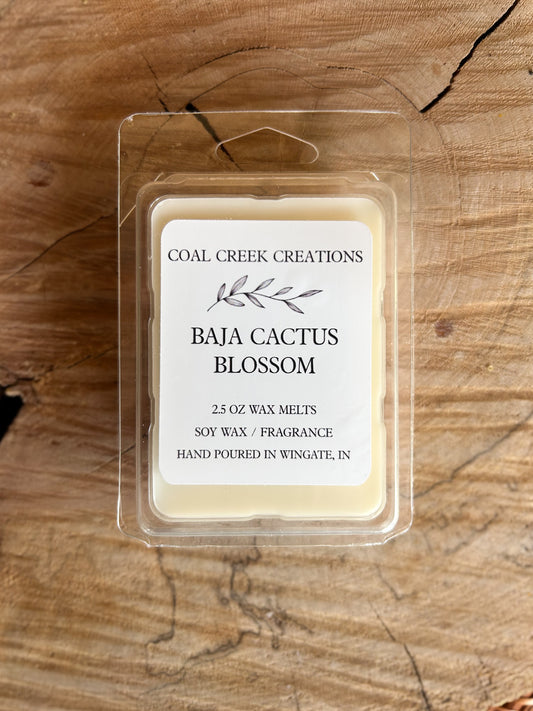 COAL CREEK CREATIONS
BAJA CACTUS
BLOSSOM
2.5 OZ WAX MELTS
SOY WAX / FRAGRANCE
HAND POURED IN WINGATE, IN